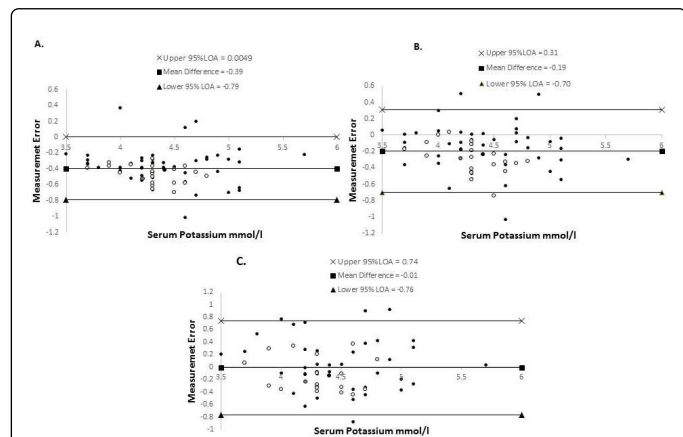 A.
Upper 95%LOA = 0.0049
Mean Difference = -0.39
Lower 95% LOA = -0.79
0.6
0.4
0.2
0
-0.2
-0.4
-0.6
-0.8
-1
-1.2
3.5 4 4.5 5 5.5 6
Measuremet Error
Serum Potassium mmol/l
B.
Upper 95%LOA = 0.31
Mean Difference = -0.19
Lower 95% LOA = -0.70
0.6
0.4
0.2
0
-0.2
-0.4
-0.6
-0.8
-1
-1.2
3.5 4 4.5 5 5.5 6
Measuremet Error
Serum Potassium mmol/l
C.
Upper 95%LOA = 0.74
Mean Difference = -0.01
Lower 95% LOA = -0.76
1.2
1
0.8
0.6
0.4
0.2
0
-0.2
-0.4
-0.6
-0.8
-1
3.5 4 4.5 5 5.5 6
Measuremet Error
Serum Potassium mmol/l